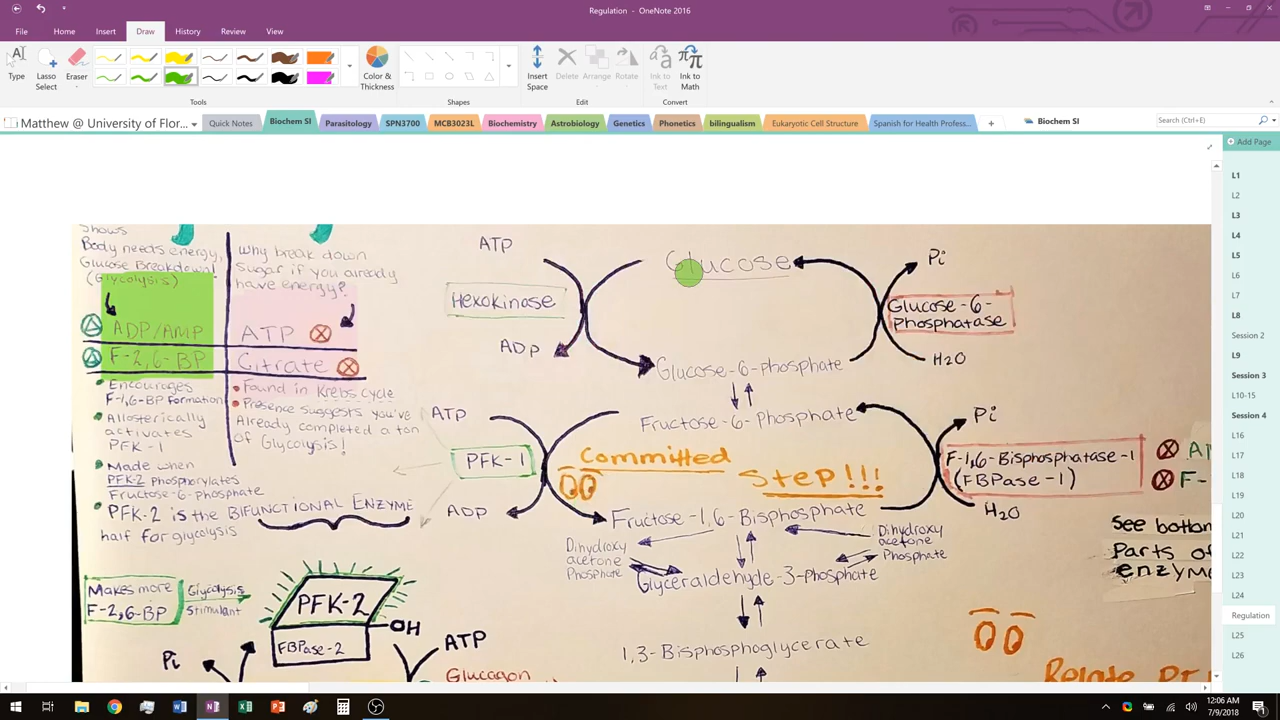 Regulation - OneNote 2016
File Home Insert Draw History Review View
Type
Lasso Select
Eraser
Color & Thickness
Insert Space
Delete
Arrange
Rotate
Ink to Text
Ink to Math
Tools
Shapes
Edit
Convert
Matthew @ University of Flor...
Quick Notes
Biochem SI
Parasitology
SPN3700
MCB3023L
Biochemistry
Astrobiology
Genetics
Phonetics
bilingualism
Eukaryotic Cell Structure
Spanish for Health Profess...
Biochem SI
Search (Ctrl+E)
Add Page
L1
L2
L3
L4
L5
L6
L7
L8
Session 2
L9
Session 3
L10-15
Session 4
L16
L17
L18
L19
L20
L21
L22
L23
L24
Regulation
L25
L26
Shows
Body needs energy,
Glucose Breakdown
(Glycolysis)
ADP/AMP
F-2,6-BP
Encourages
F-1,6-BP formation
Allosterically
activates
PFK-1
Made when
PFK-2 phosphorylates
Fructose-6-phosphate
PFK-2 is the BIFUNCTIONAL ENZYME
half for glycolysis
Why break down
sugar if you already
have energy?
ATP
Citrate
Found in Krebs cycle
Presence suggests you've
Already completed a ton
of Glycolysis!
Makes more
F-2,6-BP
Glycolysis
Stimulant
PFK-2
FBPase-2
OH
Pi
ATP
Glucagon
ATP
Hexokinase
ADP
Glucose
Pi
Glucose-6-
Phosphatase
H2O
Glucose-6-phosphate
Fructose-6-Phosphate
ATP
PFK-1
ADP
Committed
Step!!!
Pi
F-1,6-Bisphosphatase-1
(FBPase-1)
H2O
Fructose-1,6-Bisphosphate
Dihydroxy
acetone
Phosphate
Dihydroxy
acetone
Phosphate
Glyceraldehyde-3-Phosphate
1,3-Bisphosphoglycerate
See bottom
Parts of
enzym
12:06 AM
7/9/2018